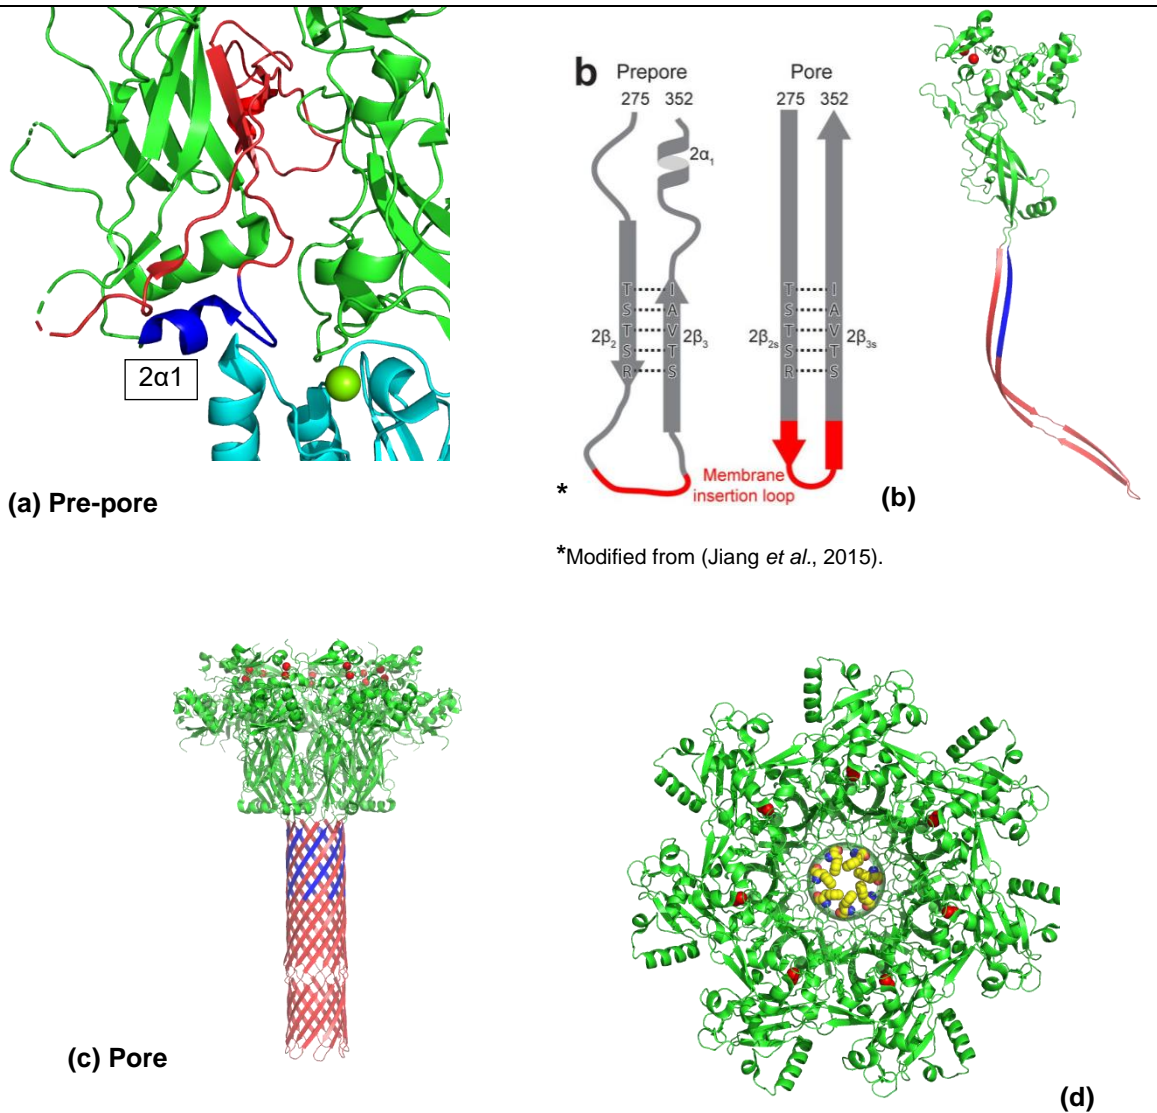 2α1
(a) Pre-pore
b
Prepore
Pore
275 352
275 352
2α₁
T I
S A
T V
S T
R S
2β₂
2β₃
T I
S A
T V
S T
R S
2β₂ₛ
2β₃ₛ
Membrane
insertion loop
*
(b)
*Modified from (Jiang et al., 2015).
(c) Pore
(d)